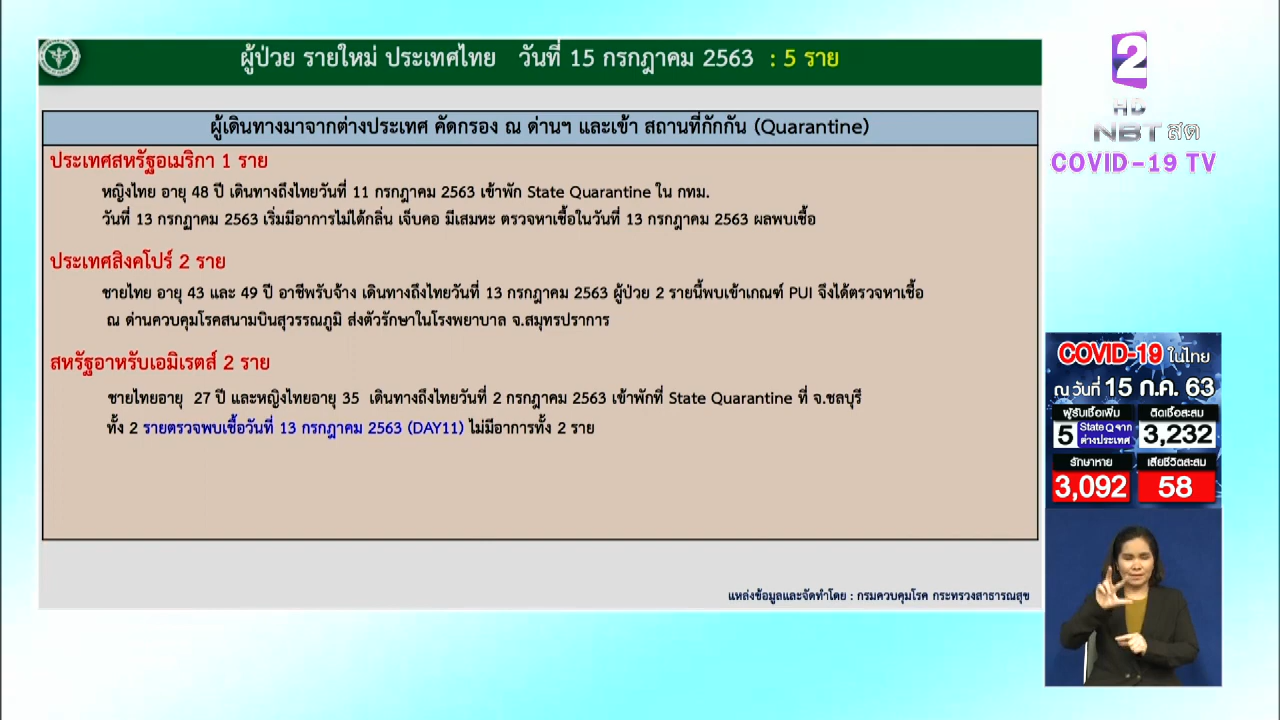 ผู้ป่วย รายใหม่ ประเทศไทย วันที่ 15 กรกฎาคม 2563 : 5 ราย
ผู้เดินทางมาจากต่างประเทศ คัดกรอง ณ ด่านฯ และเข้า สถานที่กักกัน (Quarantine)
ประเทศสหรัฐอเมริกา 1 ราย
หญิงไทย อายุ 48 ปี เดินทางถึงไทยวันที่ 11 กรกฎาคม 2563 เข้าพัก State Quarantine ใน กทม.
วันที่ 13 กรกฏาคม 2563 เริ่มมีอาการไม่ได้กลิ่น เจ็บคอ มีเสมหะ ตรวจหาเชื้อในวันที่ 13 กรกฎาคม 2563 ผลพบเชื้อ
ประเทศสิงคโปร์ 2 ราย
ชายไทย อายุ 43 และ 49 ปี อาชีพรับจ้าง เดินทางถึงไทยวันที่ 13 กรกฎาคม 2563 ผู้ป่วย 2 รายนี้พบเข้าเกณฑ์ PUI จึงได้ตรวจหาเชื้อ
ณ ด่านควบคุมโรคสนามบินสุวรรณภูมิ ส่งตัวรักษาในโรงพยาบาล จ.สมุทรปราการ
สหรัฐอาหรับเอมิเรตส์ 2 ราย
ชายไทยอายุ 27 ปี และหญิงไทยอายุ 35 เดินทางถึงไทยวันที่ 2 กรกฎาคม 2563 เข้าพักที่ State Quarantine ที่ จ.ชลบุรี
ทั้ง 2 รายตรวจพบเชื้อวันที่ 13 กรกฎาคม 2563 (DAY11) ไม่มีอาการทั้ง 2 ราย
แหล่งข้อมูลและจัดทำโดย : กรมควบคุมโรค กระทรวงสาธารณสุข
2
HD
NBT สด
COVID-19 TV
COVID-19 ในไทย
ณ วันที่ 15 ก.ค. 63
ผู้รับเชื้อเพิ่ม ติดเชื้อสะสม
5 State Q จาก ต่างประเทศ 3,232
รักษาหาย เสียชีวิตสะสม
3,092 58